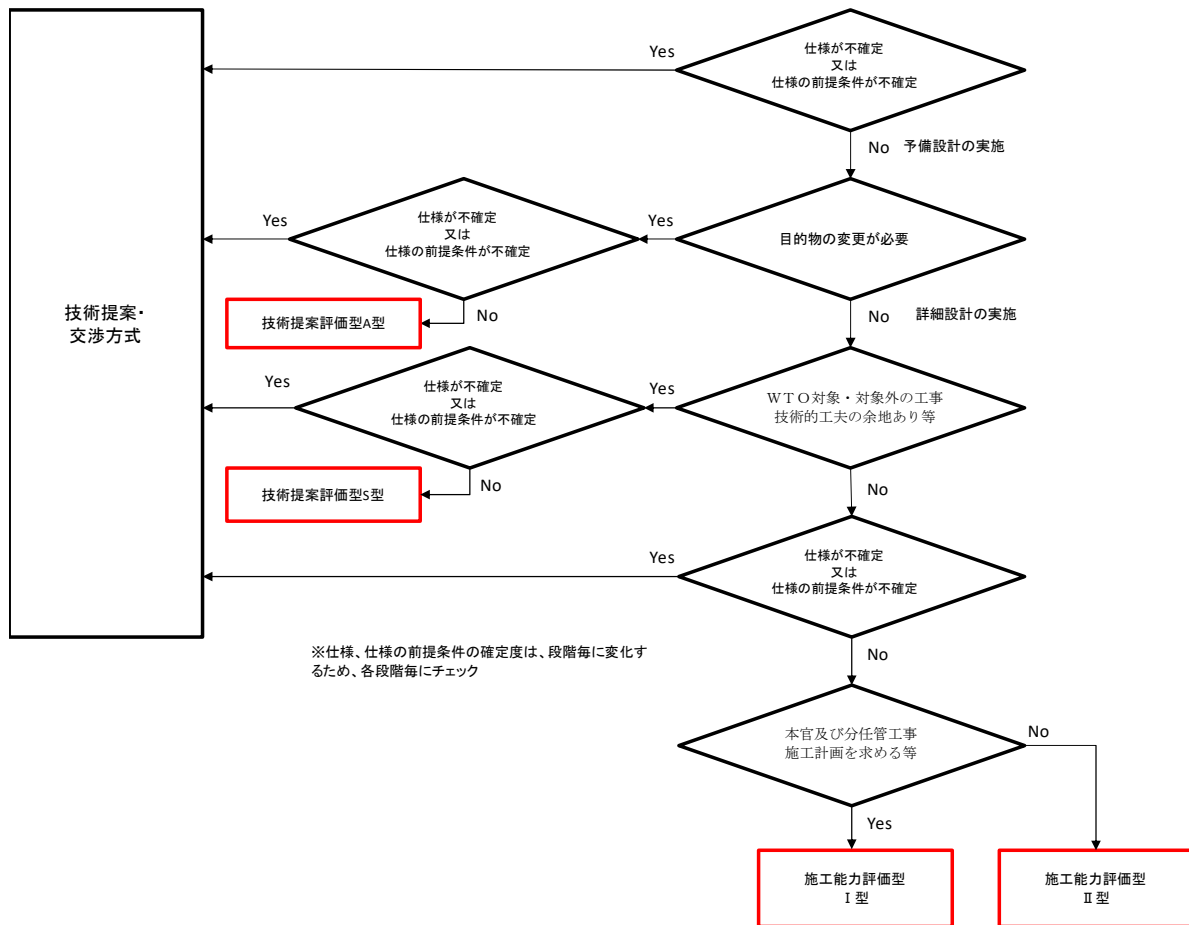 仕様が不確定
又は
仕様の前提条件が不確定
Yes
No
予備設計の実施
目的物の変更が必要
Yes
仕様が不確定
又は
仕様の前提条件が不確定
Yes
No
技術提案評価型A型
技術提案・
交渉方式
No
詳細設計の実施
ＷＴＯ対象・対象外の工事
技術的工夫の余地あり等
Yes
仕様が不確定
又は
仕様の前提条件が不確定
Yes
No
技術提案評価型S型
No
仕様が不確定
又は
仕様の前提条件が不確定
Yes
※仕様、仕様の前提条件の確定度は、段階毎に変化す
るため、各段階毎にチェック
No
本官及び分任管工事
施工計画を求める等
No
Yes
施工能力評価型
Ⅰ型
施工能力評価型
Ⅱ型